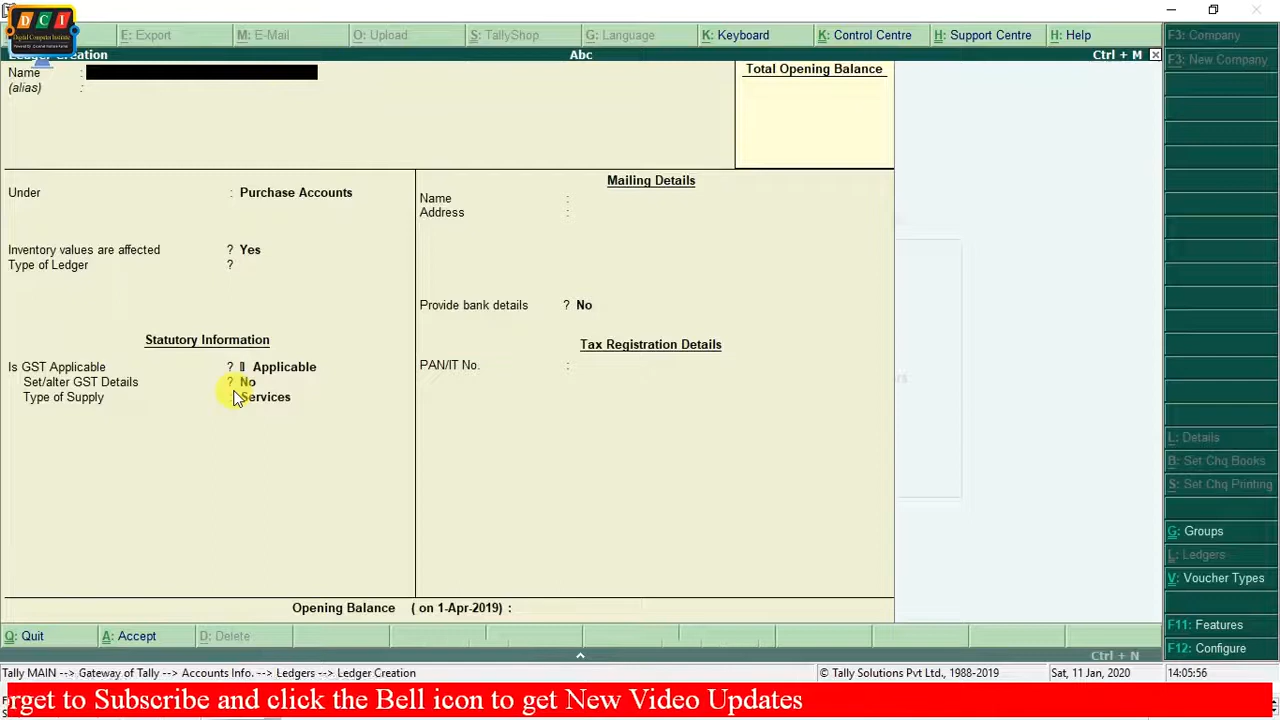 DCI
Digital Computer Institute
E: Export
M: E-Mail
O: Upload
S: TallyShop
G: Language
K: Keyboard
K: Control Centre
H: Support Centre
H: Help
F3: Company
F3: New Company
Ledger Creation
Abc
Ctrl + M
Name :
(alias) :
Total Opening Balance
Under : Purchase Accounts
Inventory values are affected ? Yes
Type of Ledger ?
Statutory Information
Is GST Applicable ? Applicable
Set/alter GST Details ? No
Type of Supply : Services
Mailing Details
Name :
Address :
Provide bank details ? No
Tax Registration Details
PAN/IT No. :
Opening Balance ( on 1-Apr-2019) :
L: Details
B: Set Chq Books
S: Set Chq Printing
G: Groups
L: Ledgers
V: Voucher Types
F11: Features
F12: Configure
Q: Quit
A: Accept
D: Delete
Ctrl + N
Tally MAIN --> Gateway of Tally --> Accounts Info. --> Ledgers --> Ledger Creation
© Tally Solutions Pvt Ltd., 1988-2019
Sat, 11 Jan, 2020
14:05:56
rget to Subscribe and click the Bell icon to get New Video Updates